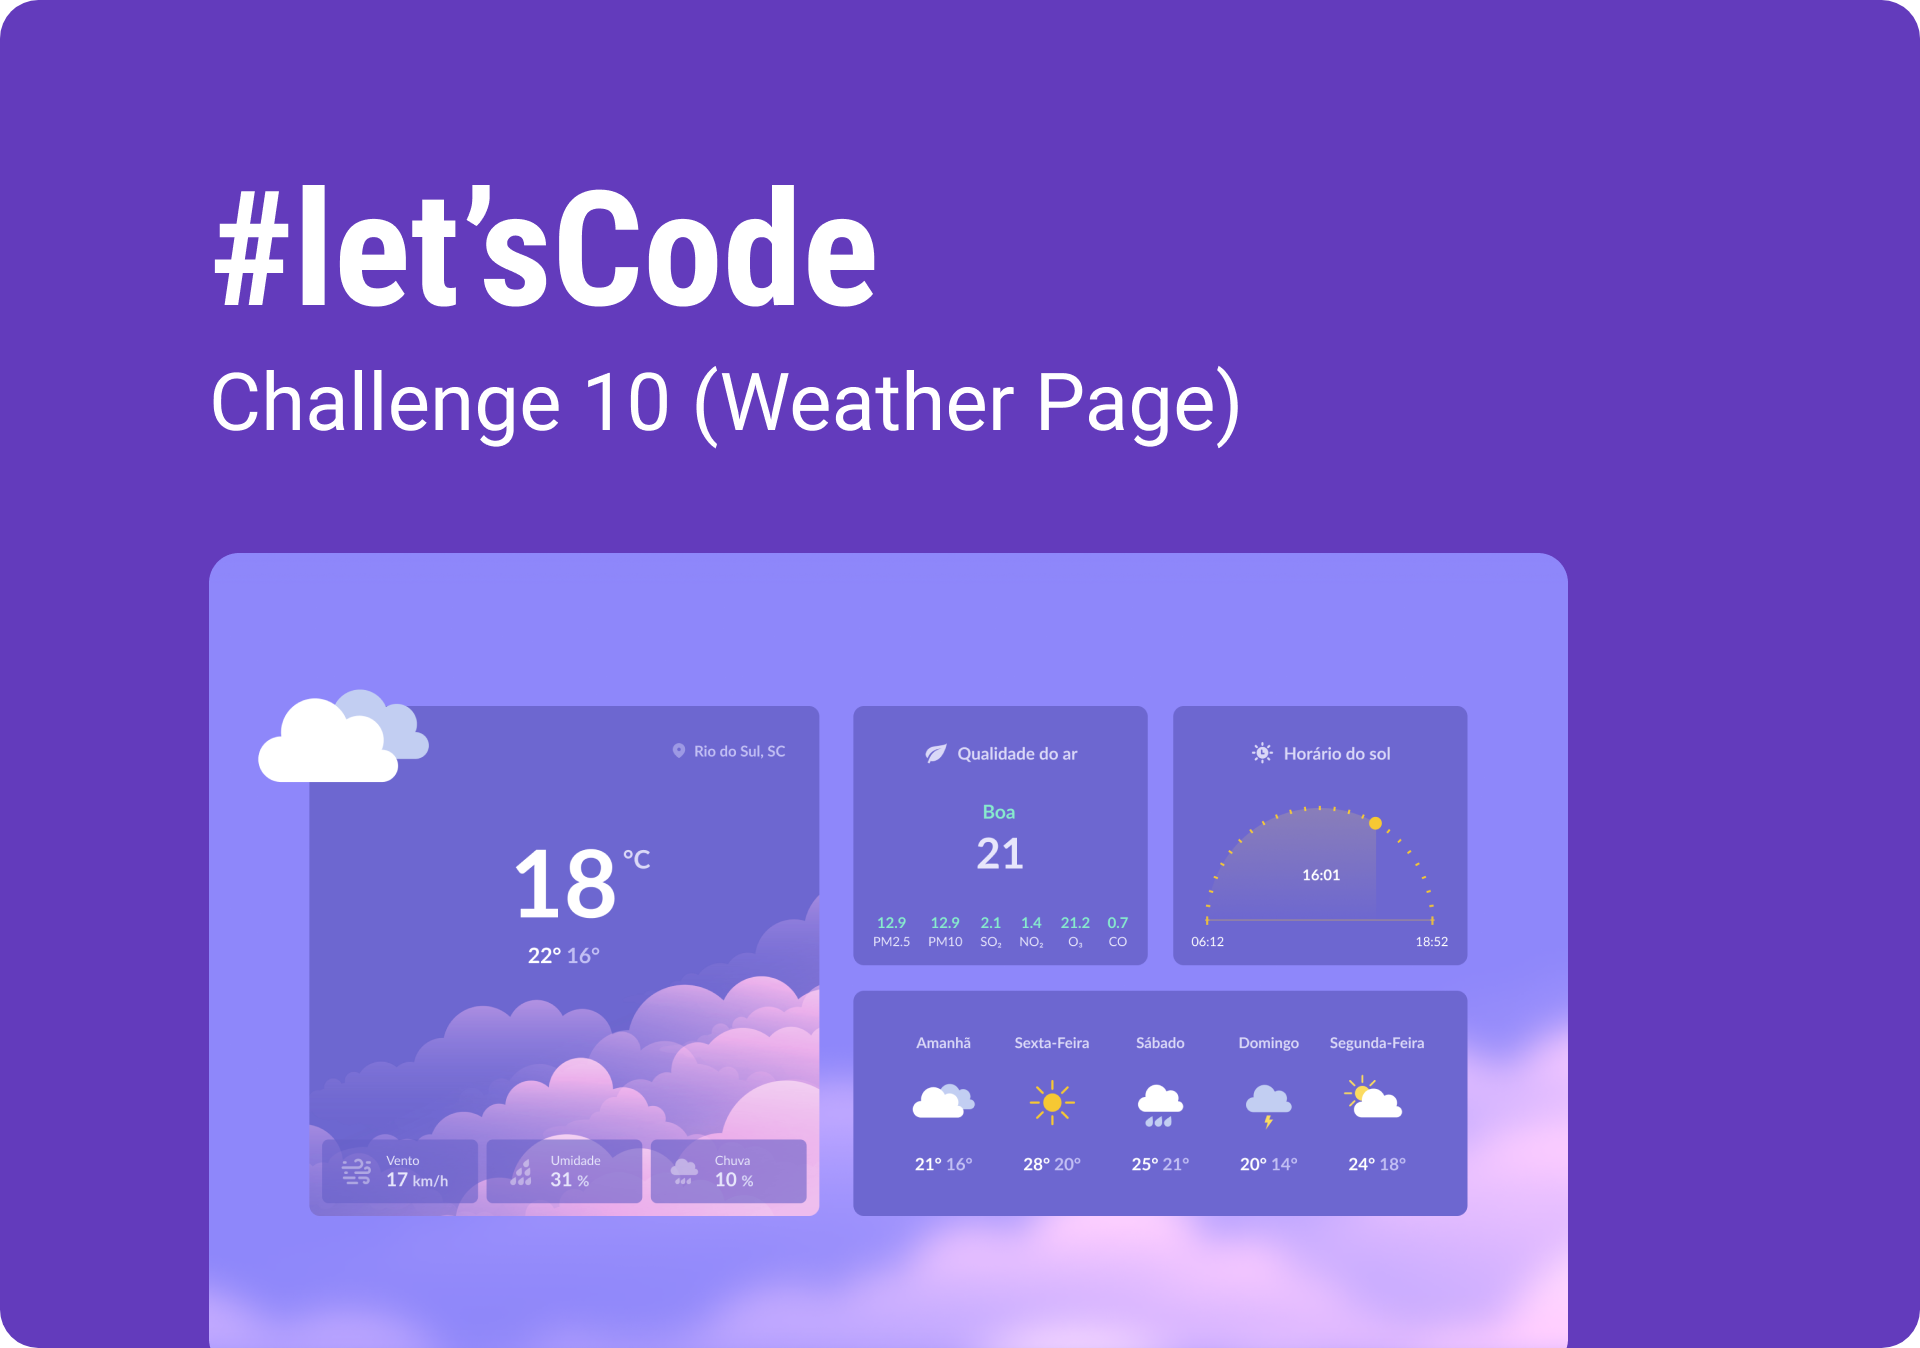 #let’sCode
Challenge 10 (Weather Page)
Rio do Sul, SC
18 °C
22° 16°
Vento
17 km/h
Umidade
31 %
Chuva
10 %
Qualidade do ar
Boa
21
12.9 12.9 2.1 1.4 21.2 0.7
PM2.5 PM10 SO₂ NO₂ O₃ CO
Horário do sol
16:01
06:12 18:52
Amanhã Sexta-Feira Sábado Domingo Segunda-Feira
21° 16° 28° 20° 25° 21° 20° 14° 24° 18°